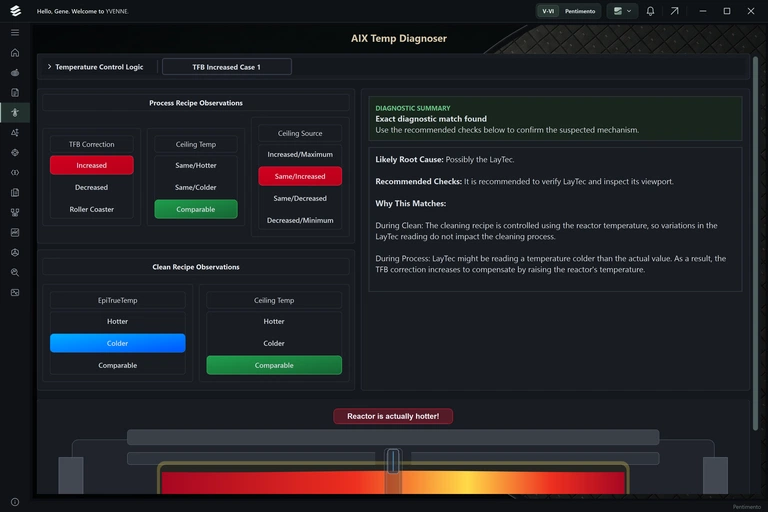 Hello, Gene. Welcome to YVENNE.
V-VI Pentimento
AIX Temp Diagnoser
Temperature Control Logic
TFB Increased Case 1
Process Recipe Observations
TFB Correction
Increased
Decreased
Roller Coaster
Ceiling Temp
Same/Hotter
Same/Colder
Comparable
Ceiling Source
Increased/Maximum
Same/Increased
Same/Decreased
Decreased/Minimum
Clean Recipe Observations
EpiTrueTemp
Hotter
Colder
Comparable
Ceiling Temp
Hotter
Colder
Comparable
DIAGNOSTIC SUMMARY
Exact diagnostic match found
Use the recommended checks below to confirm the suspected mechanism.
Likely Root Cause: Possibly the LayTec.
Recommended Checks: It is recommended to verify LayTec and inspect its viewport.
Why This Matches:
During Clean: The cleaning recipe is controlled using the reactor temperature, so variations in the
LayTec reading do not impact the cleaning process.
During Process: LayTec might be reading a temperature colder than the actual value. As a result, the
TFB correction increases to compensate by raising the reactor's temperature.
Reactor is actually hotter!
Pentimento